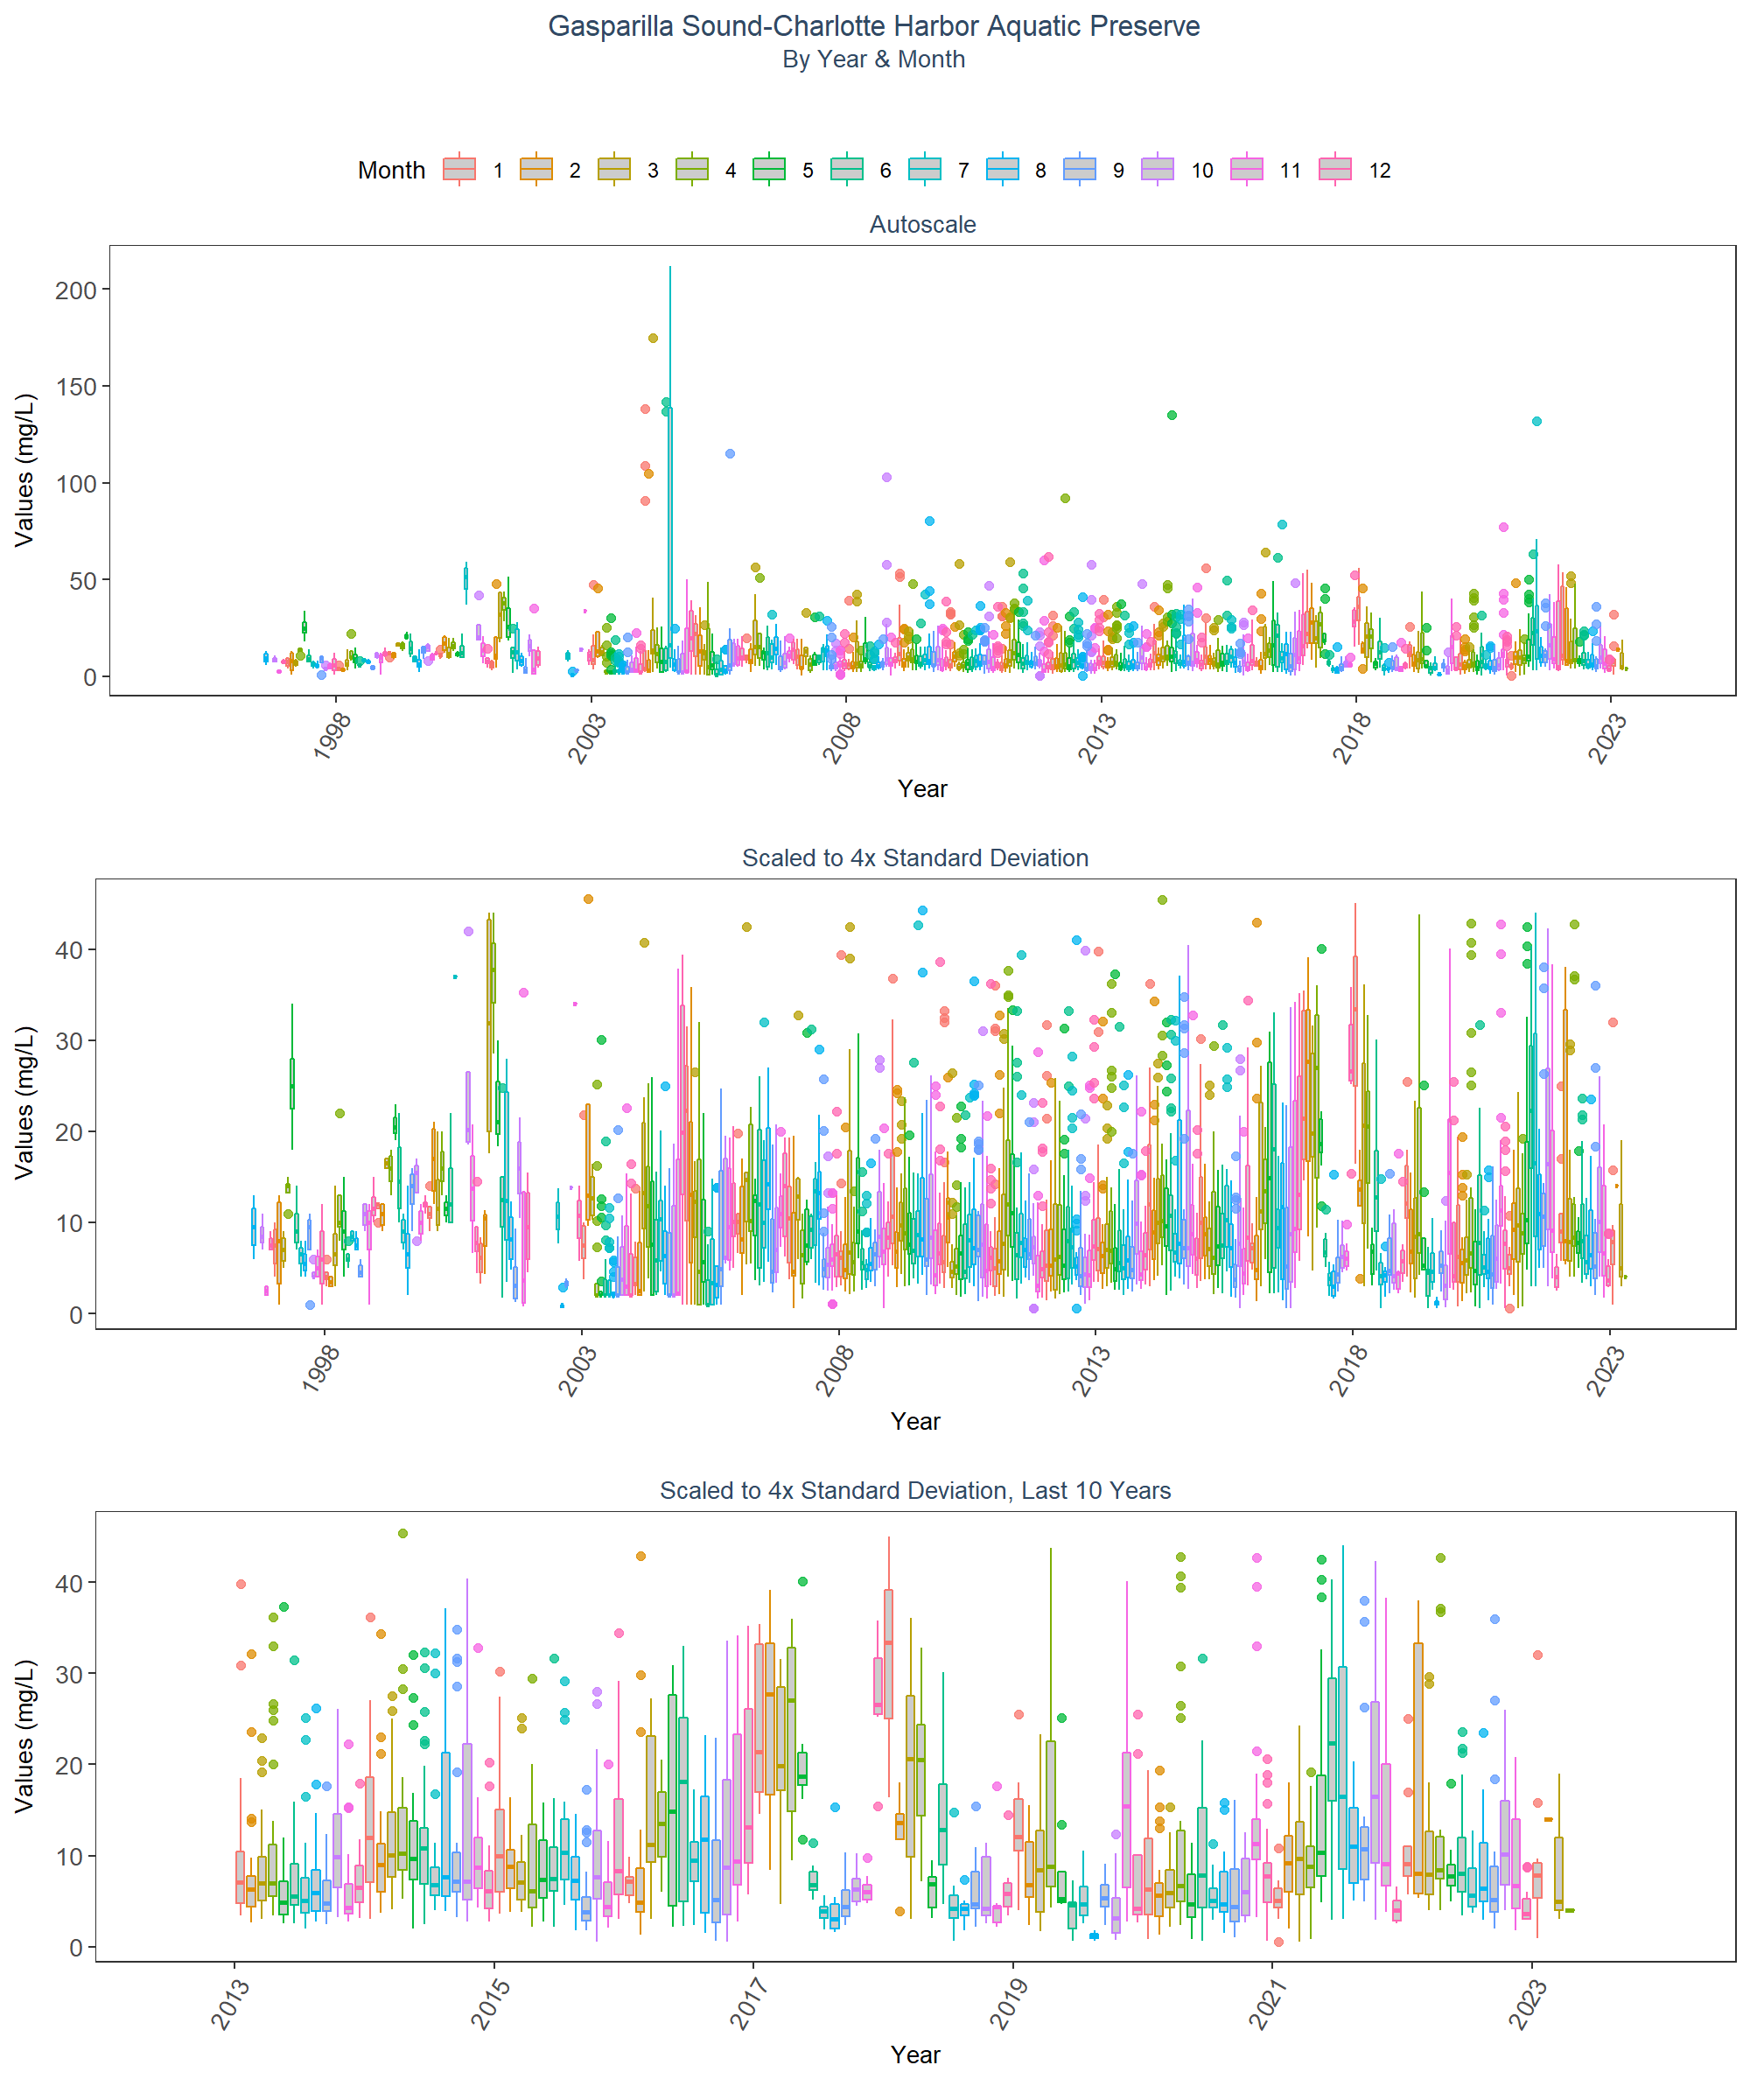 Gasparilla Sound-Charlotte Harbor Aquatic Preserve
By Year & Month
Month 1 2 3 4 5 6 7 8 9 10 11 12
Autoscale
Values (mg/L)
200
150
100
50
0
1998 2003 2008 2013 2018 2023
Year
Scaled to 4x Standard Deviation
Values (mg/L)
40
30
20
10
0
1998 2003 2008 2013 2018 2023
Year
Scaled to 4x Standard Deviation, Last 10 Years
Values (mg/L)
40
30
20
10
0
2013 2015 2017 2019 2021 2023
Year